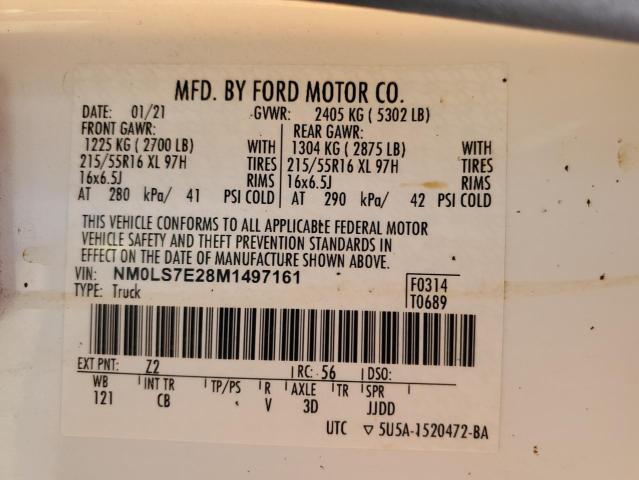 MFD. BY FORD MOTOR CO.
DATE: 01/21 GVWR: 2405 KG ( 5302 LB)
FRONT GAWR: REAR GAWR:
1225 KG ( 2700 LB) WITH 1304 KG ( 2875 LB) WITH
215/55R16 XL 97H TIRES 215/55R16 XL 97H TIRES
16x6.5J RIMS 16x6.5J RIMS
AT 280 kPa/ 41 PSI COLD AT 290 kPa/ 42 PSI COLD
THIS VEHICLE CONFORMS TO ALL APPLICABLE FEDERAL MOTOR
VEHICLE SAFETY AND THEFT PREVENTION STANDARDS IN
EFFECT ON THE DATE OF MANUFACTURE SHOWN ABOVE.
VIN: NM0LS7E28M1497161 F0314
TYPE: Truck T0689
EXT PNT: Z2 RC: 56 DSO:
WB INT TR TP/PS R AXLE TR SPR
121 CB V 3D JJDD
UTC ▽ 5U5A-1520472-BA